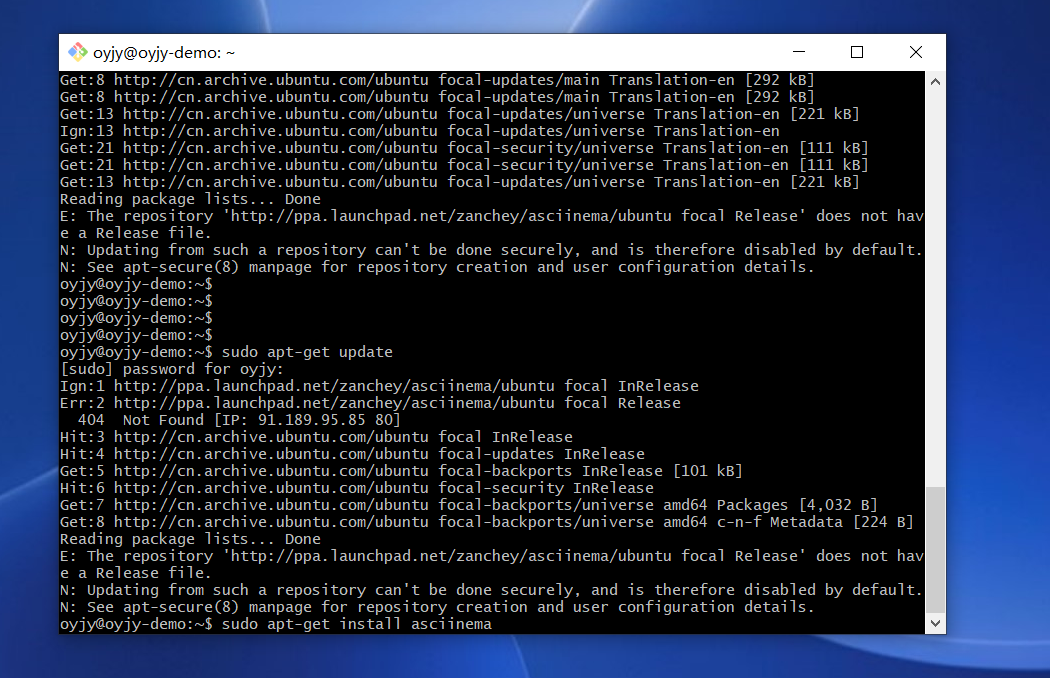 oyjy@oyjy-demo: ~
Get:8 http://cn.archive.ubuntu.com/ubuntu focal-updates/main Translation-en [292 kB]
Get:8 http://cn.archive.ubuntu.com/ubuntu focal-updates/main Translation-en [292 kB]
Get:13 http://cn.archive.ubuntu.com/ubuntu focal-updates/universe Translation-en [221 kB]
Ign:13 http://cn.archive.ubuntu.com/ubuntu focal-updates/universe Translation-en
Get:21 http://cn.archive.ubuntu.com/ubuntu focal-security/universe Translation-en [111 kB]
Get:21 http://cn.archive.ubuntu.com/ubuntu focal-security/universe Translation-en [111 kB]
Get:13 http://cn.archive.ubuntu.com/ubuntu focal-updates/universe Translation-en [221 kB]
Reading package lists... Done
E: The repository 'http://ppa.launchpad.net/zanchey/asciinema/ubuntu focal Release' does not hav
e a Release file.
N: Updating from such a repository can't be done securely, and is therefore disabled by default.
N: See apt-secure(8) manpage for repository creation and user configuration details.
oyjy@oyjy-demo:~$
oyjy@oyjy-demo:~$
oyjy@oyjy-demo:~$
oyjy@oyjy-demo:~$
oyjy@oyjy-demo:~$ sudo apt-get update
[sudo] password for oyjy:
Ign:1 http://ppa.launchpad.net/zanchey/asciinema/ubuntu focal InRelease
Err:2 http://ppa.launchpad.net/zanchey/asciinema/ubuntu focal Release
  404  Not Found [IP: 91.189.95.85 80]
Hit:3 http://cn.archive.ubuntu.com/ubuntu focal InRelease
Hit:4 http://cn.archive.ubuntu.com/ubuntu focal-updates InRelease
Get:5 http://cn.archive.ubuntu.com/ubuntu focal-backports InRelease [101 kB]
Hit:6 http://cn.archive.ubuntu.com/ubuntu focal-security InRelease
Get:7 http://cn.archive.ubuntu.com/ubuntu focal-backports/universe amd64 Packages [4,032 B]
Get:8 http://cn.archive.ubuntu.com/ubuntu focal-backports/universe amd64 c-n-f Metadata [224 B]
Reading package lists... Done
E: The repository 'http://ppa.launchpad.net/zanchey/asciinema/ubuntu focal Release' does not hav
e a Release file.
N: Updating from such a repository can't be done securely, and is therefore disabled by default.
N: See apt-secure(8) manpage for repository creation and user configuration details.
oyjy@oyjy-demo:~$ sudo apt-get install asciinema